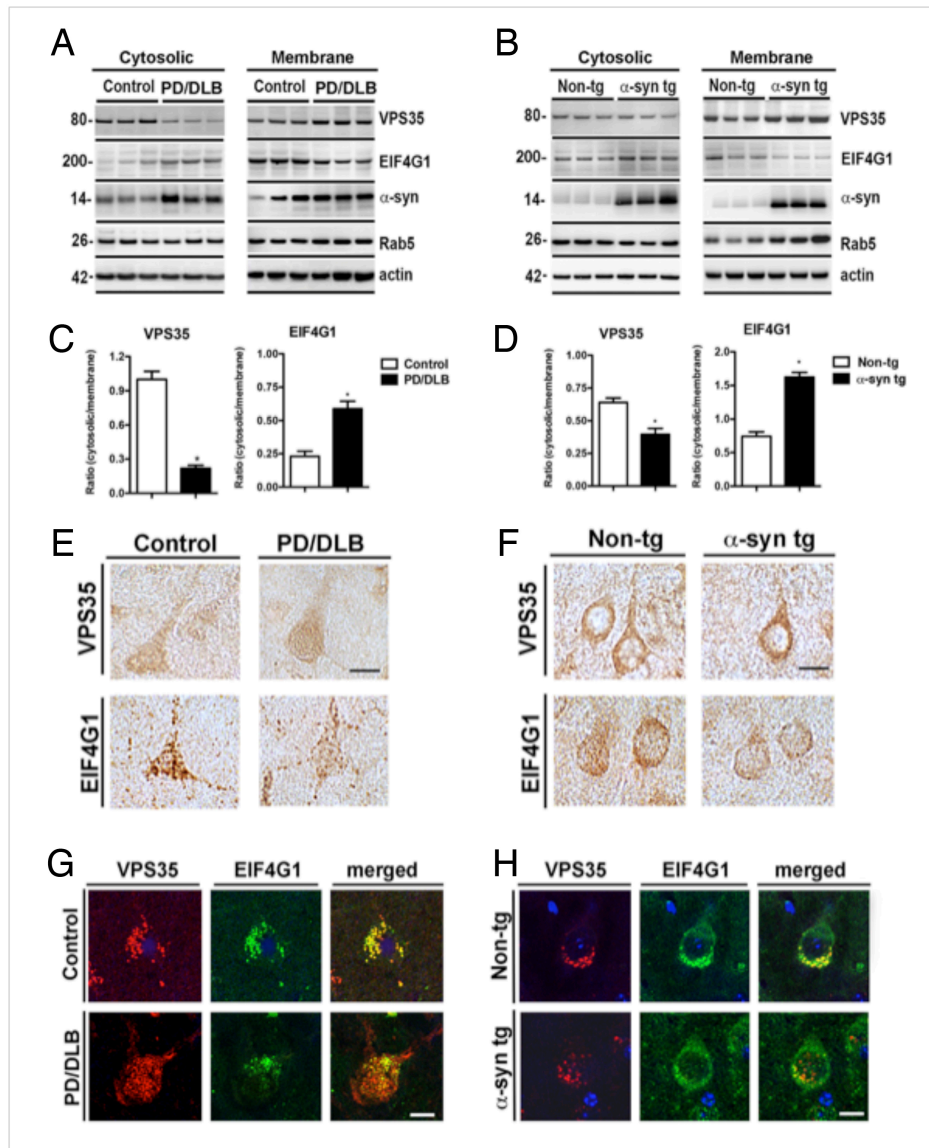 A
Cytosolic Membrane
Control PD/DLB Control PD/DLB
80- VPS35
200- EIF4G1
14- α-syn
26- Rab5
42- actin
B
Cytosolic Membrane
Non-tg α-syn tg Non-tg α-syn tg
80- VPS35
200- EIF4G1
14- α-syn
26- Rab5
42- actin
C
VPS35
Ratio (cytosolic/membrane)
1.2
0.9
0.6
0.3
0.0
*
EIF4G1
Ratio (cytosolic/membrane)
1.00
0.75
0.50
0.25
0.00
*
Control
PD/DLB
D
VPS35
Ratio (cytosolic/membrane)
1.00
0.75
0.50
0.25
0.00
*
EIF4G1
Ratio (cytosolic/membrane)
2.0
1.5
1.0
0.5
0.0
*
Non-tg
α-syn tg
E
Control PD/DLB
VPS35
EIF4G1
F
Non-tg α-syn tg
VPS35
EIF4G1
G
VPS35 EIF4G1 merged
Control
PD/DLB
H
VPS35 EIF4G1 merged
Non-tg
α-syn tg